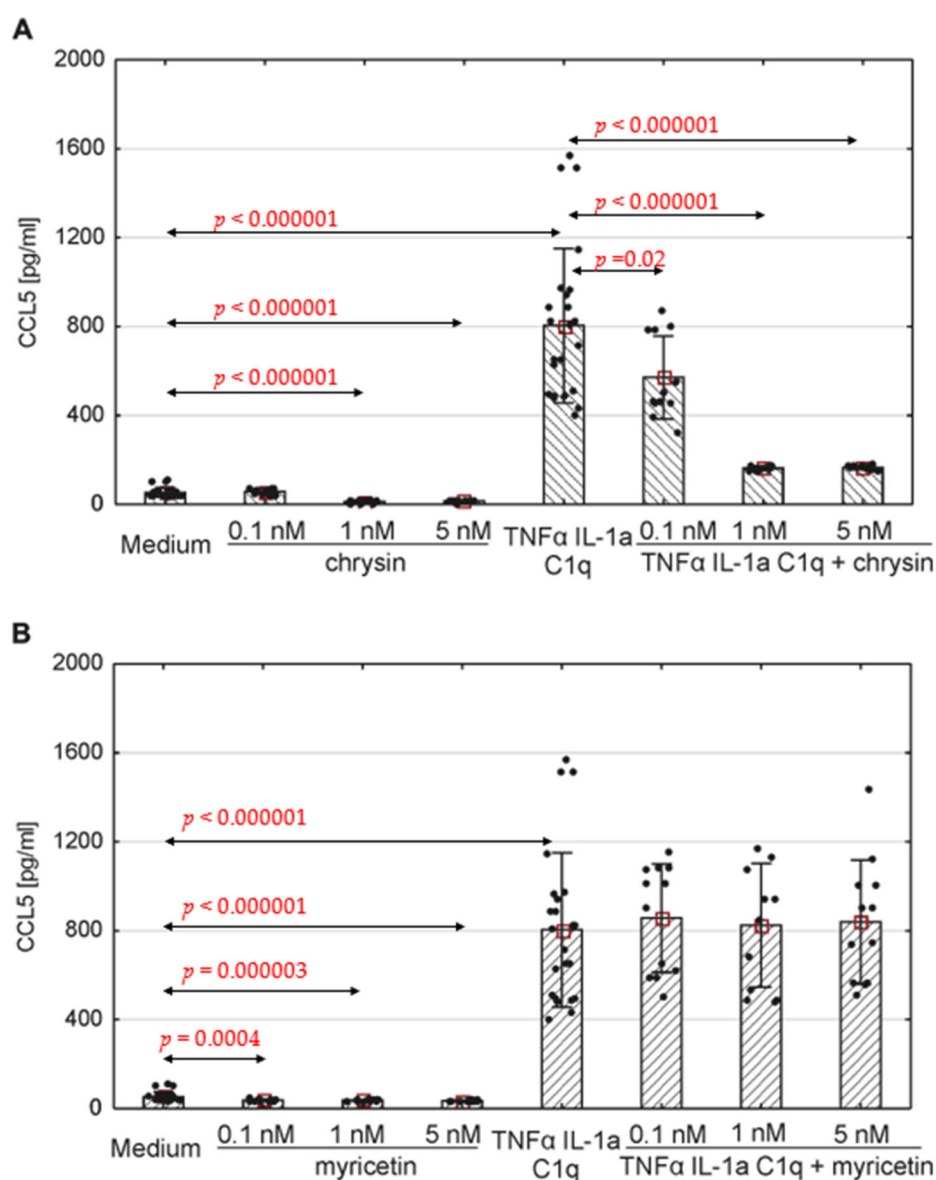 A
2000
p < 0.000001
1600
p < 0.000001
p < 0.000001
1200
p =0.02
CCL5 [pg/ml]
p < 0.000001
800
p < 0.000001
400
0
Medium 0.1 nM 1 nM 5 nM TNFα IL-1a 0.1 nM 1 nM 5 nM
chrysin C1q TNFα IL-1a C1q + chrysin
B
2000
1600
p < 0.000001
1200
CCL5 [pg/ml]
p < 0.000001
800
p = 0.000003
400
p = 0.0004
0
Medium 0.1 nM 1 nM 5 nM TNFα IL-1a 0.1 nM 1 nM 5 nM
myricetin C1q TNFα IL-1a C1q + myricetin